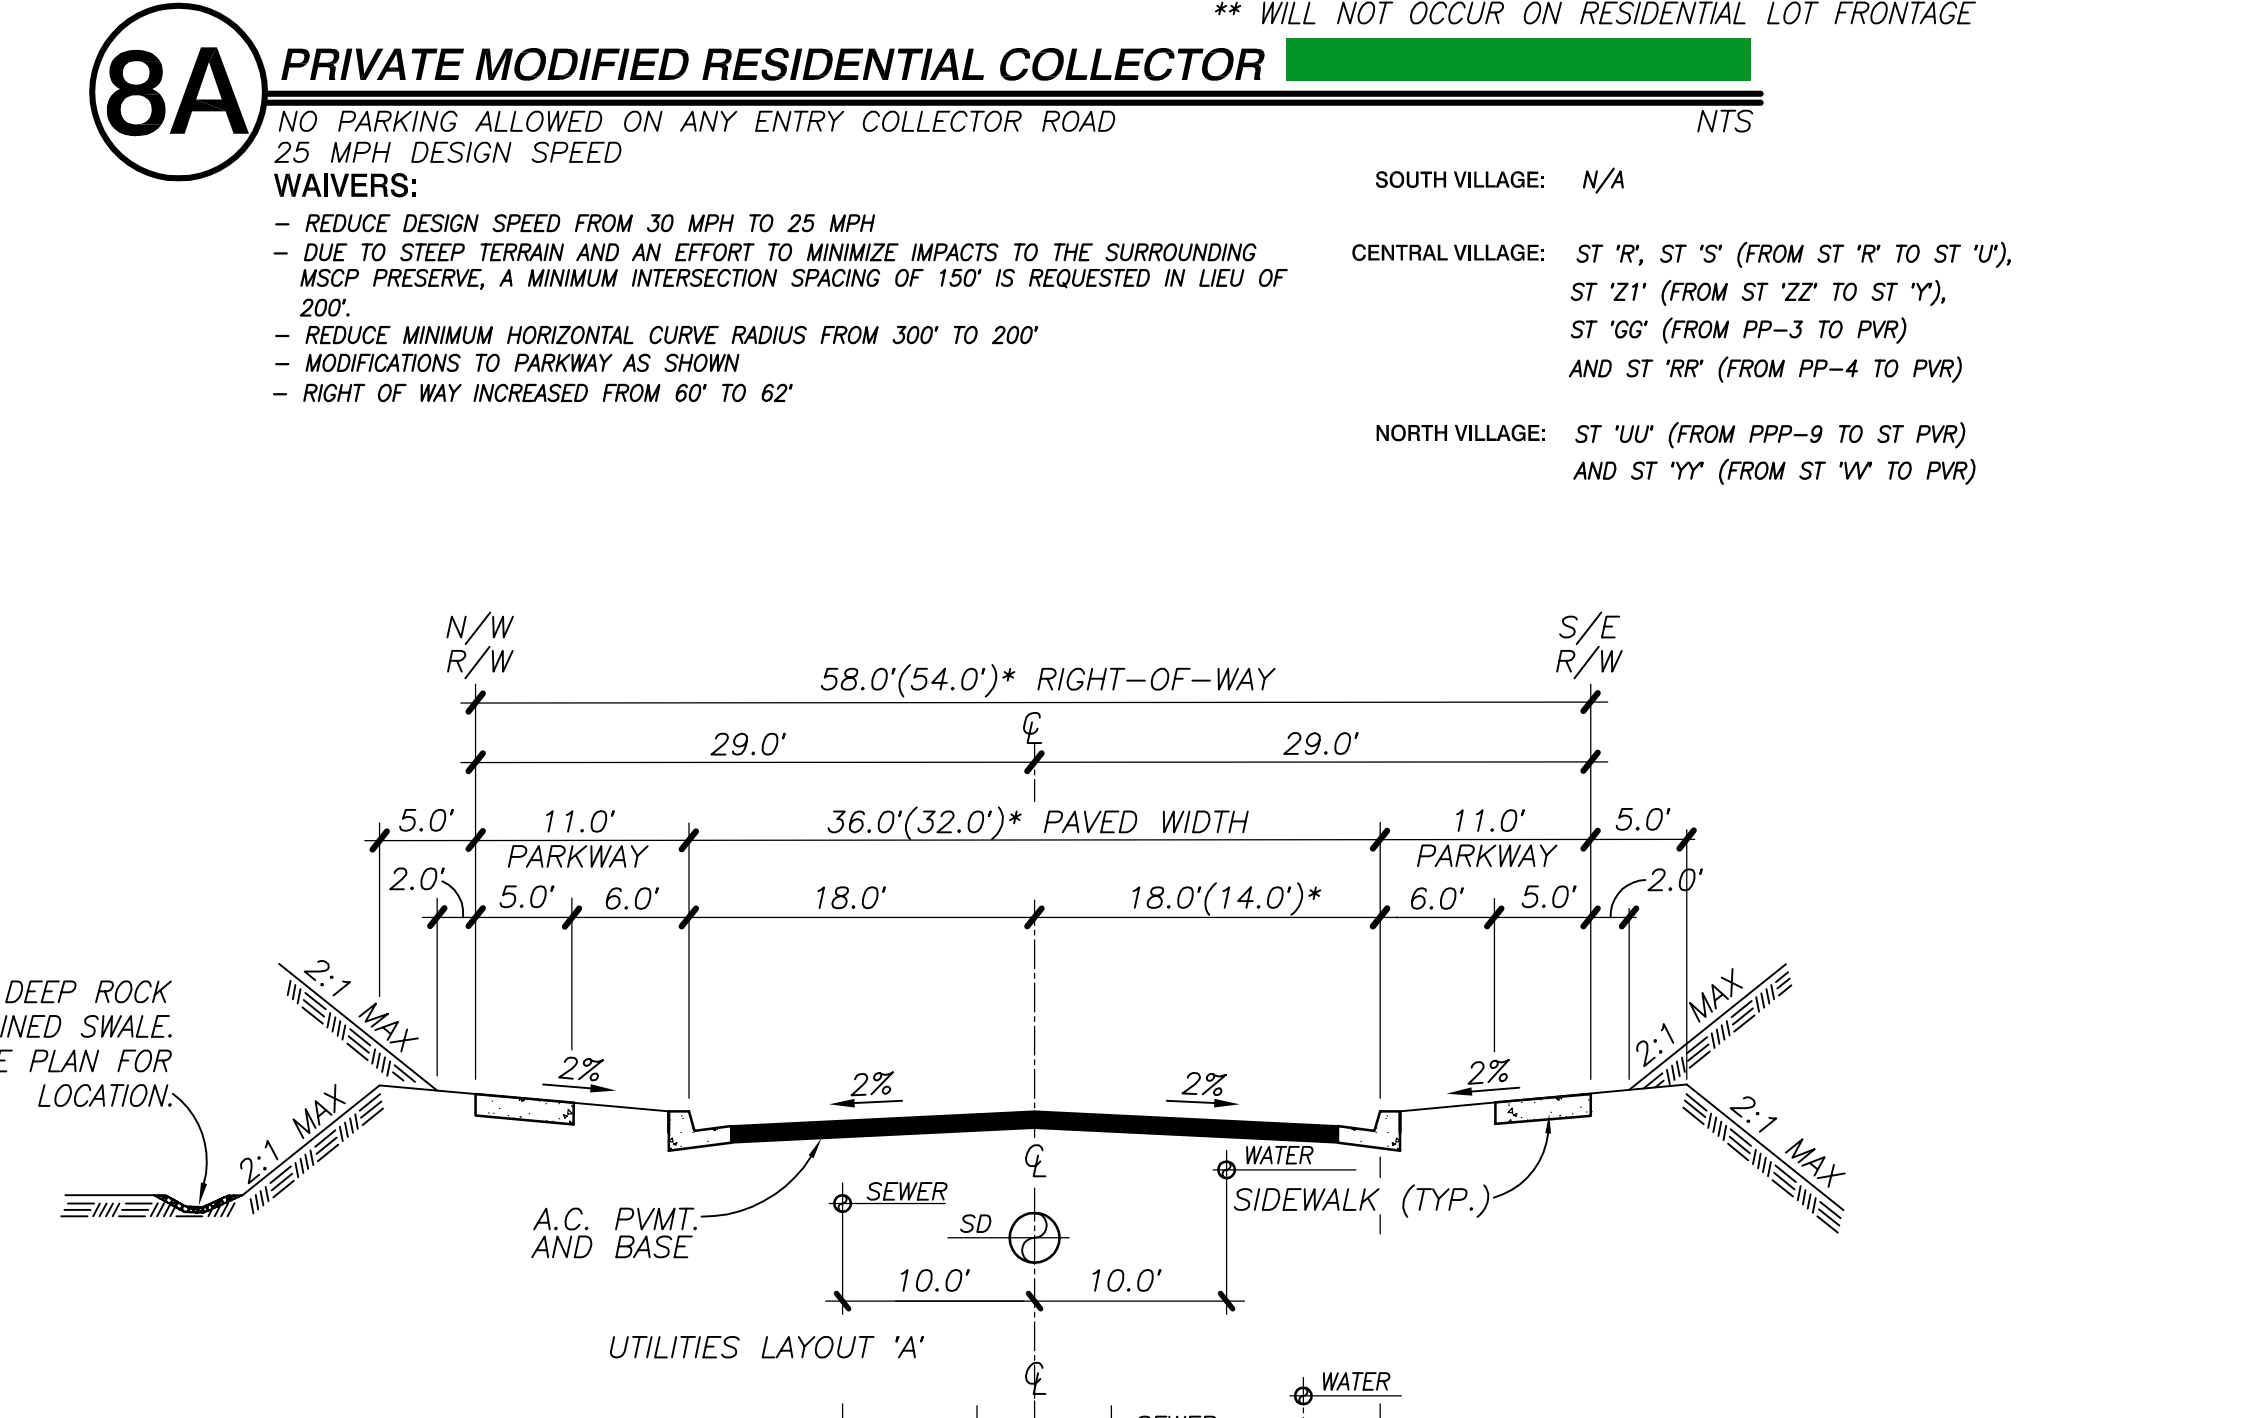 ** WILL NOT OCCUR ON RESIDENTIAL LOT FRONTAGE
8A
PRIVATE MODIFIED RESIDENTIAL COLLECTOR
NO PARKING ALLOWED ON ANY ENTRY COLLECTOR ROAD
NTS
25 MPH DESIGN SPEED
WAIVERS:
- REDUCE DESIGN SPEED FROM 30 MPH TO 25 MPH
- DUE TO STEEP TERRAIN AND AN EFFORT TO MINIMIZE IMPACTS TO THE SURROUNDING
MSCP PRESERVE, A MINIMUM INTERSECTION SPACING OF 150' IS REQUESTED IN LIEU OF
200'.
- REDUCE MINIMUM HORIZONTAL CURVE RADIUS FROM 300' TO 200'
- MODIFICATIONS TO PARKWAY AS SHOWN
- RIGHT OF WAY INCREASED FROM 60' TO 62'
SOUTH VILLAGE: N/A
CENTRAL VILLAGE: ST 'R', ST 'S' (FROM ST 'R' TO ST 'U'),
ST 'Z1' (FROM ST 'ZZ' TO ST 'Y'),
ST 'GG' (FROM PP-3 TO PVR)
AND ST 'RR' (FROM PP-4 TO PVR)
NORTH VILLAGE: ST 'UU' (FROM PPP-9 TO ST PVR)
AND ST 'YY' (FROM ST 'VV' TO PVR)
N/W
R/W
S/E
R/W
58.0'(54.0')* RIGHT-OF-WAY
CL
29.0' 29.0'
5.0' 11.0' 36.0'(32.0')* PAVED WIDTH 11.0' 5.0'
PARKWAY PARKWAY
2.0' 5.0' 6.0' 18.0' 18.0'(14.0')* 6.0' 5.0' 2.0'
2:1 MAX
2:1 MAX
DEEP ROCK
INED SWALE.
E PLAN FOR
LOCATION.
2:1 MAX
2:1 MAX
2% 2% 2% 2%
CL
WATER
SEWER
SIDEWALK (TYP.)
A.C. PVMT.
AND BASE
SD
10.0' 10.0'
UTILITIES LAYOUT 'A'
CL
WATER
SEWER